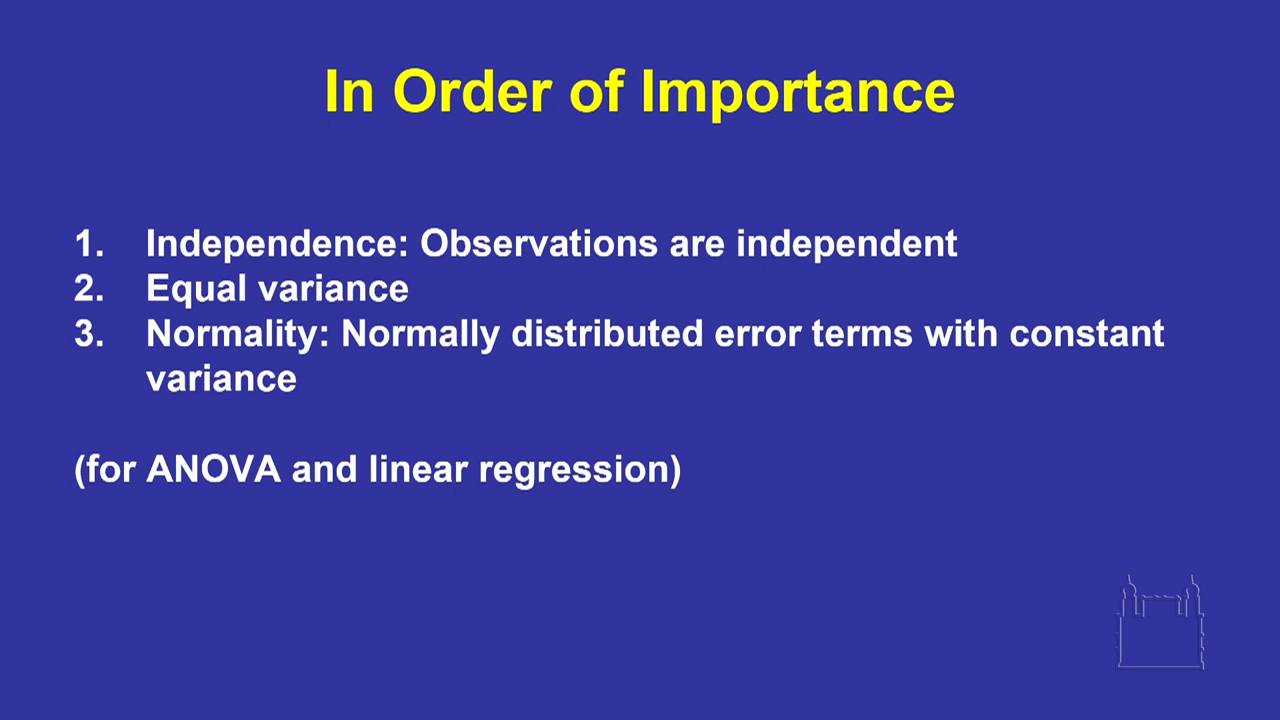 In Order of Importance
1. Independence: Observations are independent
2. Equal variance
3. Normality: Normally distributed error terms with constant
variance
(for ANOVA and linear regression)